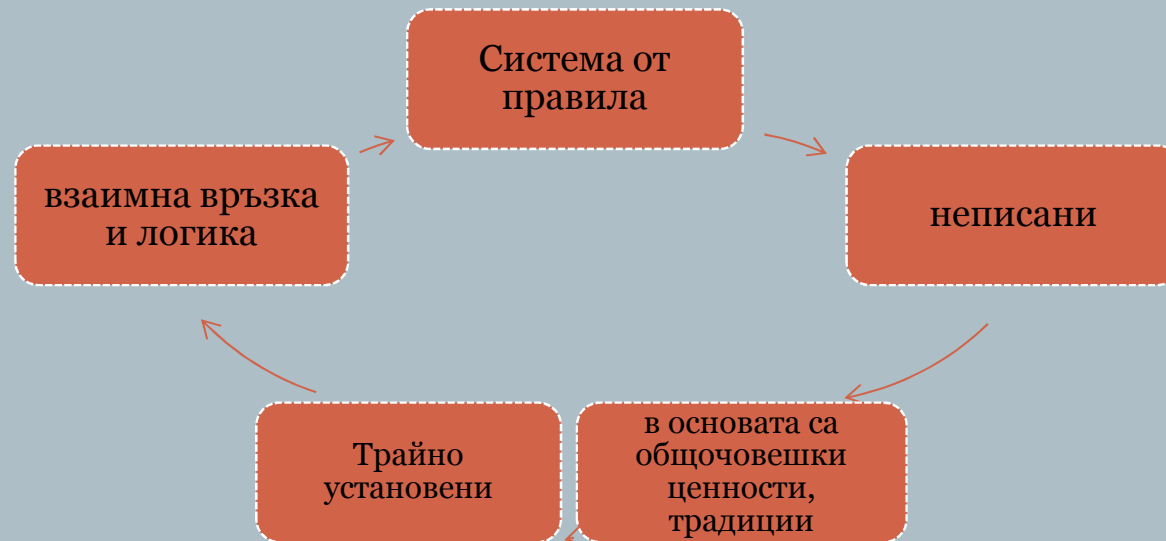 Система от
правила
неписани
в основата са
общочовешки
ценности,
традиции
Трайно
установени
взаимна връзка
и логика